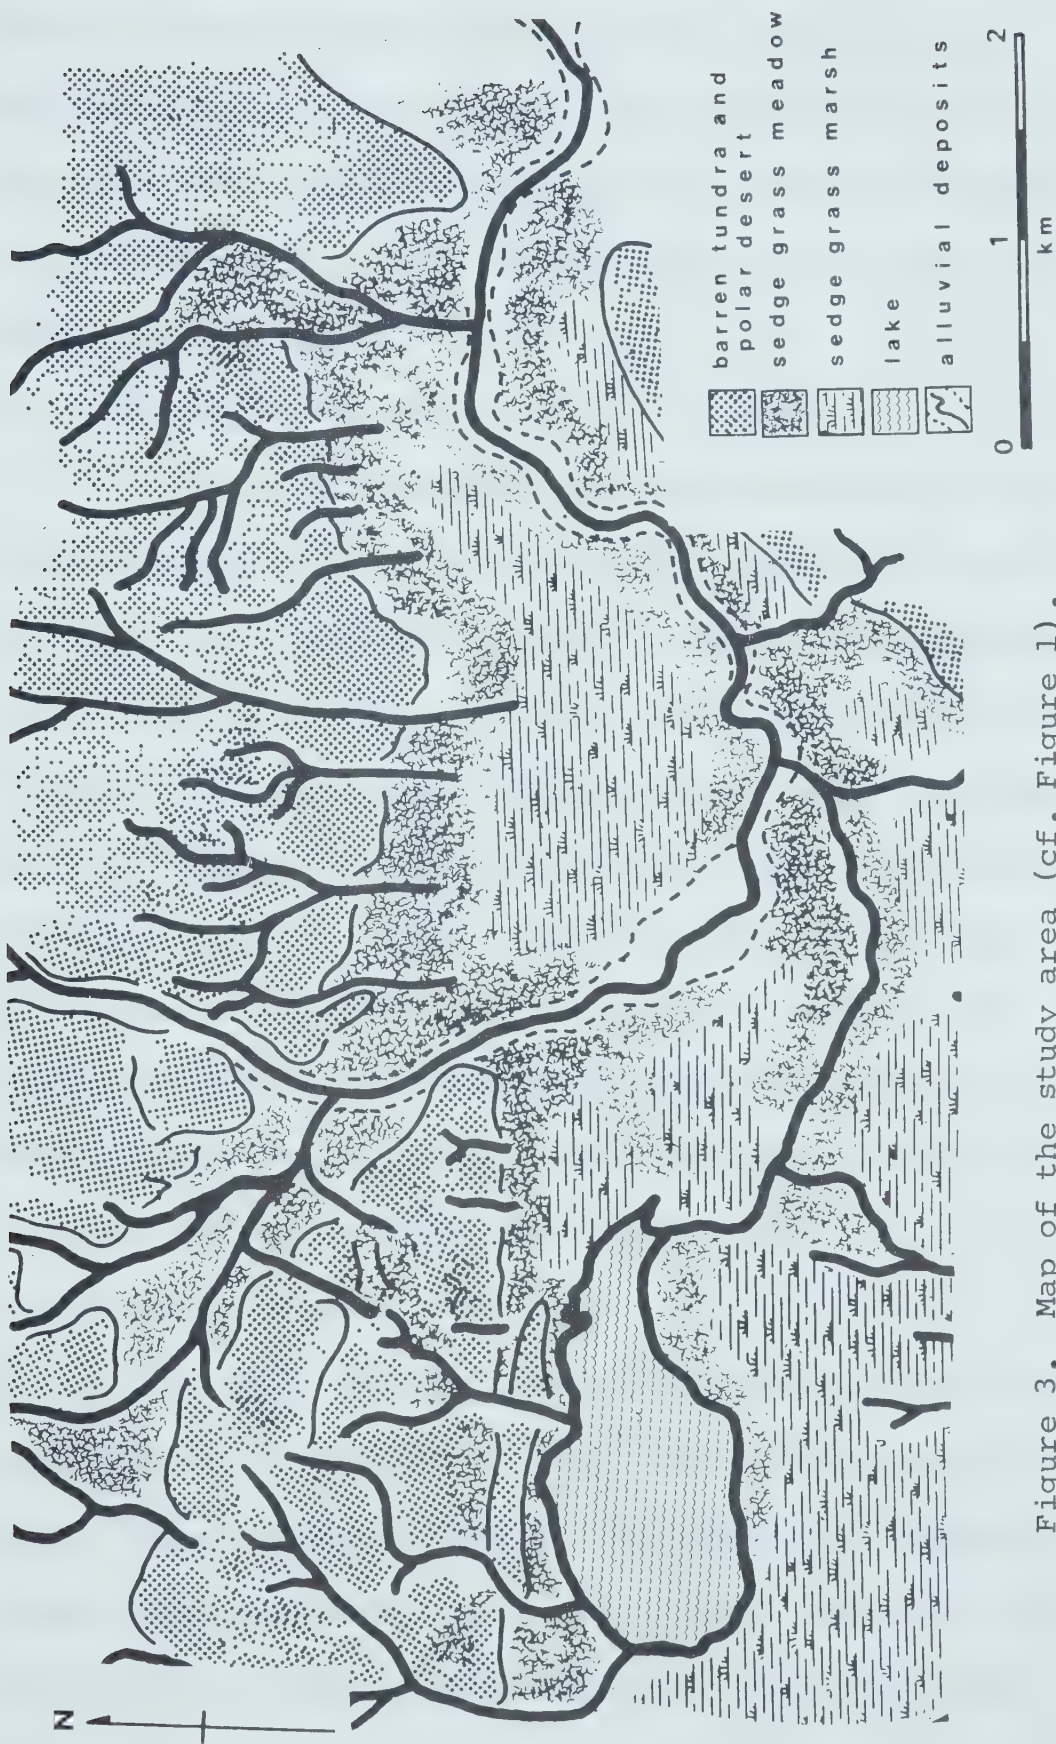 N
barren tundra and
polar desert
sedge grass meadow
sedge grass marsh
lake
alluvial deposits
0 1 2
km
Figure 3. Map of the study area (cf. Figure 1).